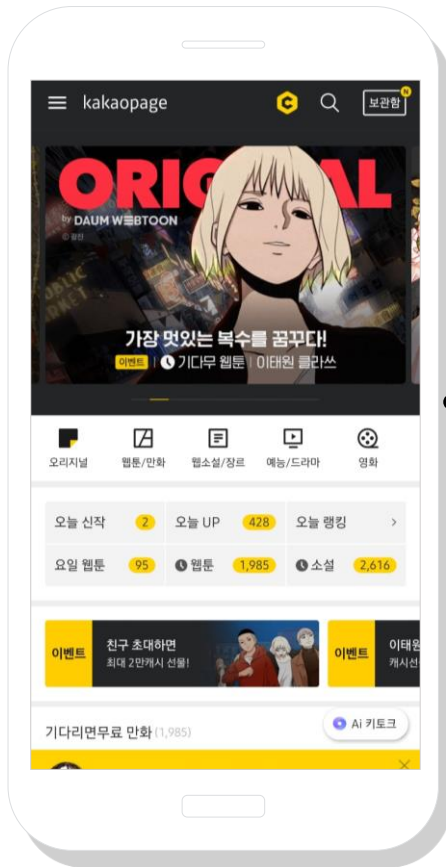 kakaopage
보관함
N
ORIGINAL
by DAUM WEBTOON
©광진
가장 멋있는 복수를 꿈꾸다!
이벤트 | 기다무 웹툰 | 이태원 클라쓰
오리지널 웹툰/만화 웹소설/장르 예능/드라마 영화
오늘 신작 2 오늘 UP 428 오늘 랭킹 >
요일 웹툰 95 웹툰 1,985 소설 2,616
이벤트
친구 초대하면
최대 2만캐시 선물!
이벤트
이태원
캐시선
Ai 키토크
기다리면무료 만화 (1,985)